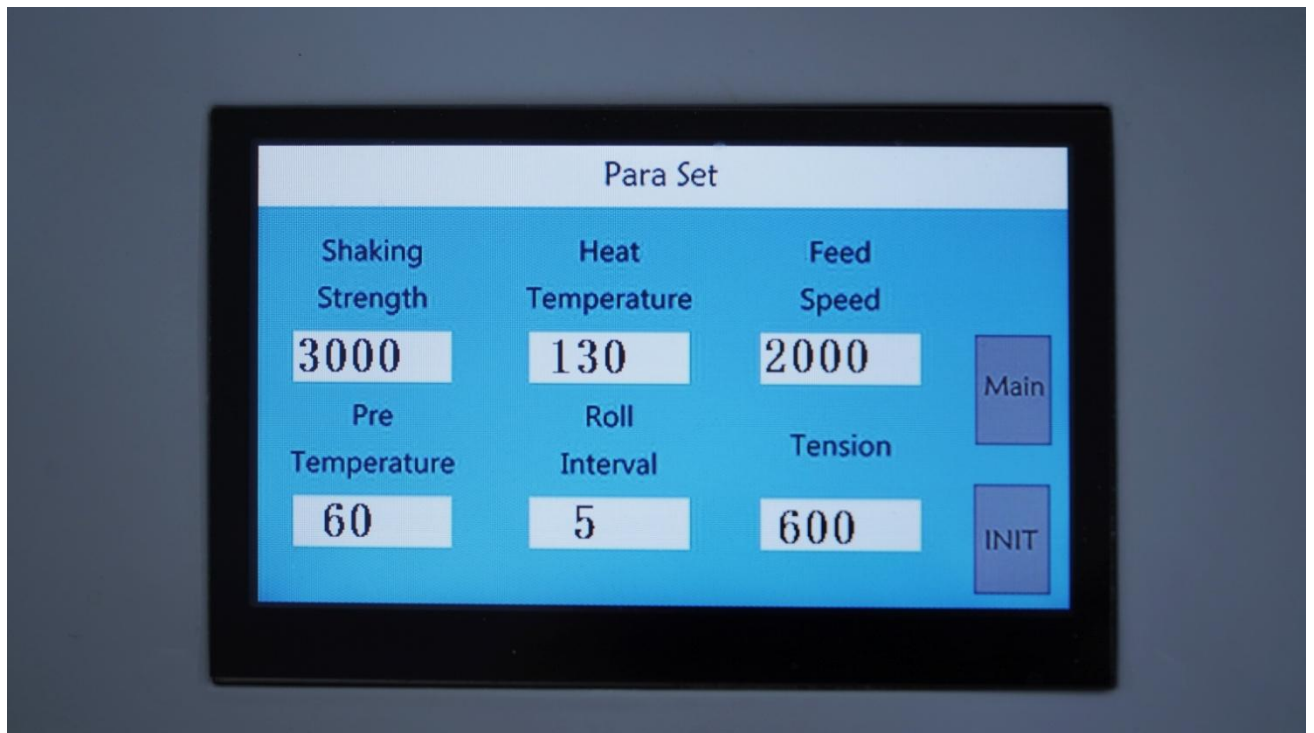 Para Set
Shaking Strength
3000
Heat Temperature
130
Feed Speed
2000
Pre Temperature
60
Roll Interval
5
Tension
600
Main
INIT